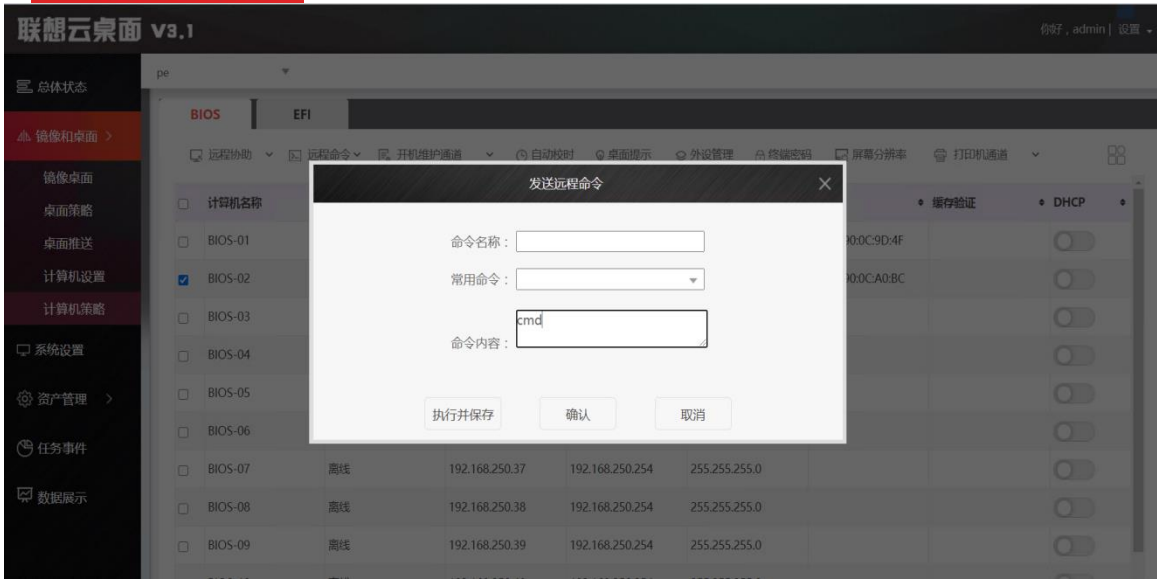 联想云桌面 V3.1
你好，admin | 设置
总体状态
pe
BIOS EFI
镜像和桌面
远程协助 远程命令 开机维护通道 自动校时 桌面提示 外设管理 终端密码 屏幕分辨率 打印机通道
发送远程命令
镜像桌面
计算机名称 缓存验证 DHCP
桌面策略
命令名称：
桌面推送
BIOS-01 90:0C:9D:4F
计算机设置
BIOS-02 90:0C:A0:BC
常用命令：
计算机策略
BIOS-03
cmd
命令内容：
系统设置
BIOS-04
资产管理
BIOS-05
执行并保存 确认 取消
BIOS-06
任务事件
BIOS-07 离线 192.168.250.37 192.168.250.254 255.255.255.0
数据展示
BIOS-08 离线 192.168.250.38 192.168.250.254 255.255.255.0
BIOS-09 离线 192.168.250.39 192.168.250.254 255.255.255.0